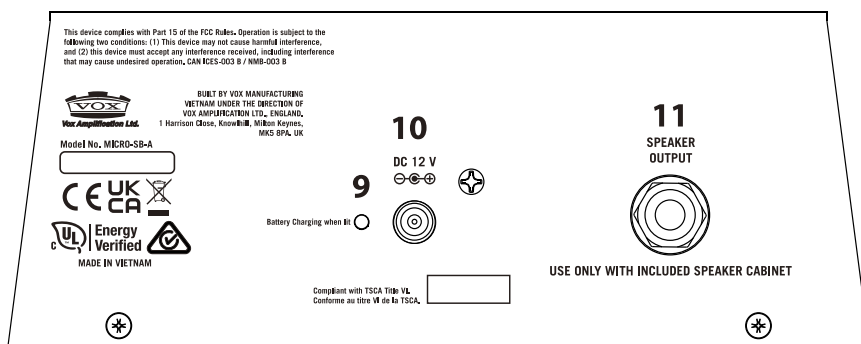 This device complies with Part 15 of the FCC Rules. Operation is subject to the
following two conditions: (1) This device may not cause harmful interference,
and (2) this device must accept any interference received, including interference
that may cause undesired operation. CAN ICES-003 B / NMB-003 B
VOX
Vox Amplification Ltd.
BUILT BY VOX MANUFACTURING
VIETNAM UNDER THE DIRECTION OF
VOX AMPLIFICATION LTD., ENGLAND.
1 Harrison Close, Knowlhill, Milton Keynes,
MK5 8PA. UK
Model No. MICRO-SB-A
CE UK
CA
C UL Energy
Verified
MADE IN VIETNAM
9
Battery Charging when lit
10
DC 12 V
Compliant with TSCA Title VI.
Conforme au titre VI de la TSCA.
11
SPEAKER
OUTPUT
USE ONLY WITH INCLUDED SPEAKER CABINET